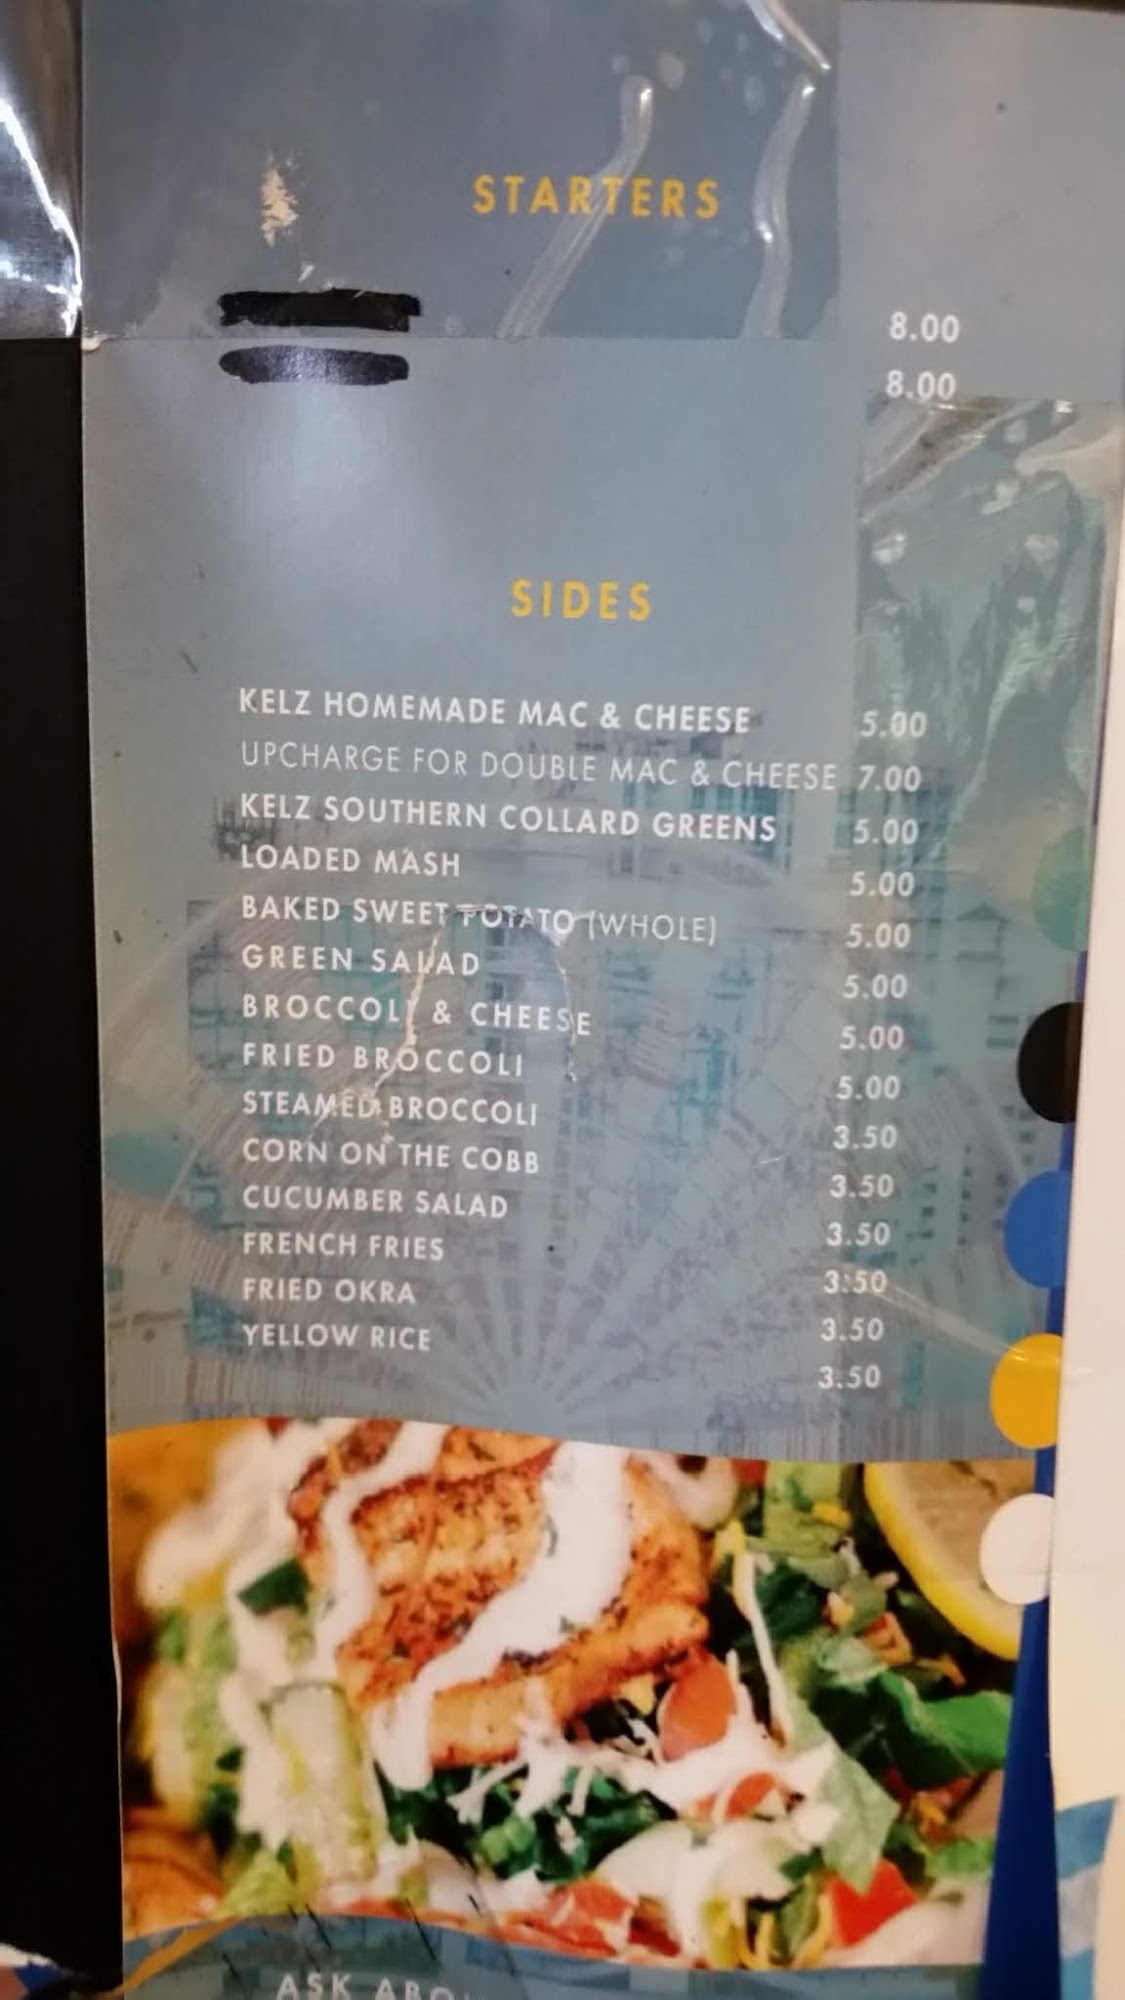 STARTERS
8.00
8.00
SIDES
KELZ HOMEMADE MAC & CHEESE 5.00
UPCHARGE FOR DOUBLE MAC & CHEESE 7.00
KELZ SOUTHERN COLLARD GREENS 5.00
LOADED MASH 5.00
BAKED SWEET POTATO (WHOLE) 5.00
GREEN SALAD 5.00
BROCCOLI & CHEESE 5.00
FRIED BROCCOLI 5.00
STEAMED BROCCOLI 3.50
CORN ON THE COBB 3.50
CUCUMBER SALAD 3.50
FRENCH FRIES 3.50
FRIED OKRA 3.50
YELLOW RICE 3.50
ASK